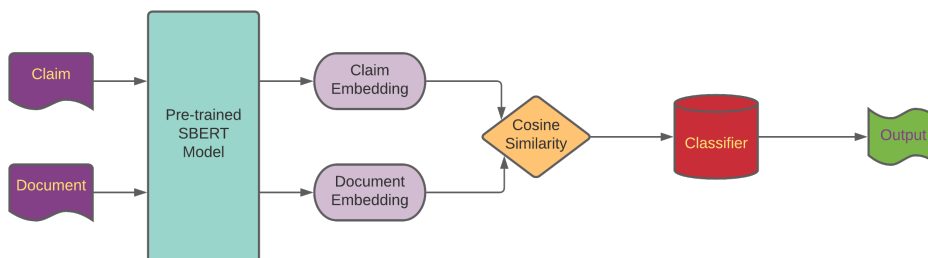 Claim
Document
Pre-trained
SBERT
Model
Claim
Embedding
Document
Embedding
Cosine
Similarity
Classifier
Output